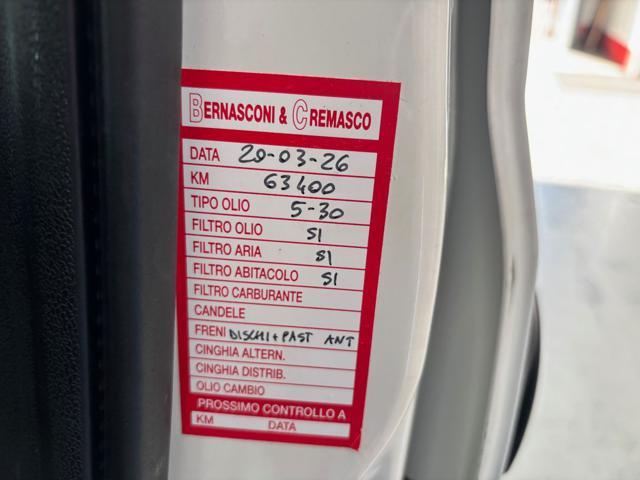 BERNASCONI & CREMASCO
DATA 20-03-26
KM 63400
TIPO OLIO 5-30
FILTRO OLIO SI
FILTRO ARIA SI
FILTRO ABITACOLO SI
FILTRO CARBURANTE
CANDELE
FRENI DISCHI + PAST ANT
CINGHIA ALTERN.
CINGHIA DISTRIB.
OLIO CAMBIO
PROSSIMO CONTROLLO A
KM DATA